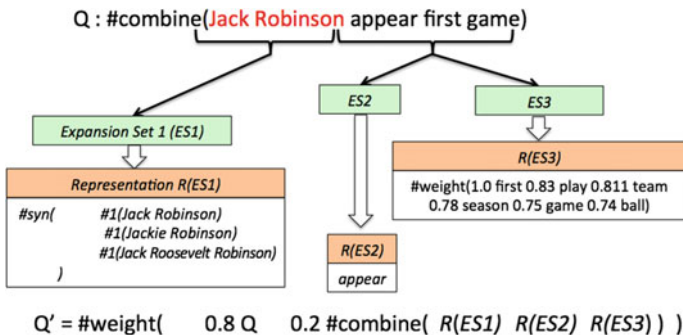 Q : #combine(Jack Robinson appear first game)
ES2
ES3
Expansion Set 1 (ES1)
R(ES3)
Representation R(ES1)
#weight(1.0 first 0.83 play 0.811 team
0.78 season 0.75 game 0.74 ball)
#syn( #1(Jack Robinson)
#1(Jackie Robinson)
#1(Jack Roosevelt Robinson)
)
R(ES2)
appear
Q' = #weight( 0.8 Q 0.2 #combine( R(ES1) R(ES2) R(ES3)) )